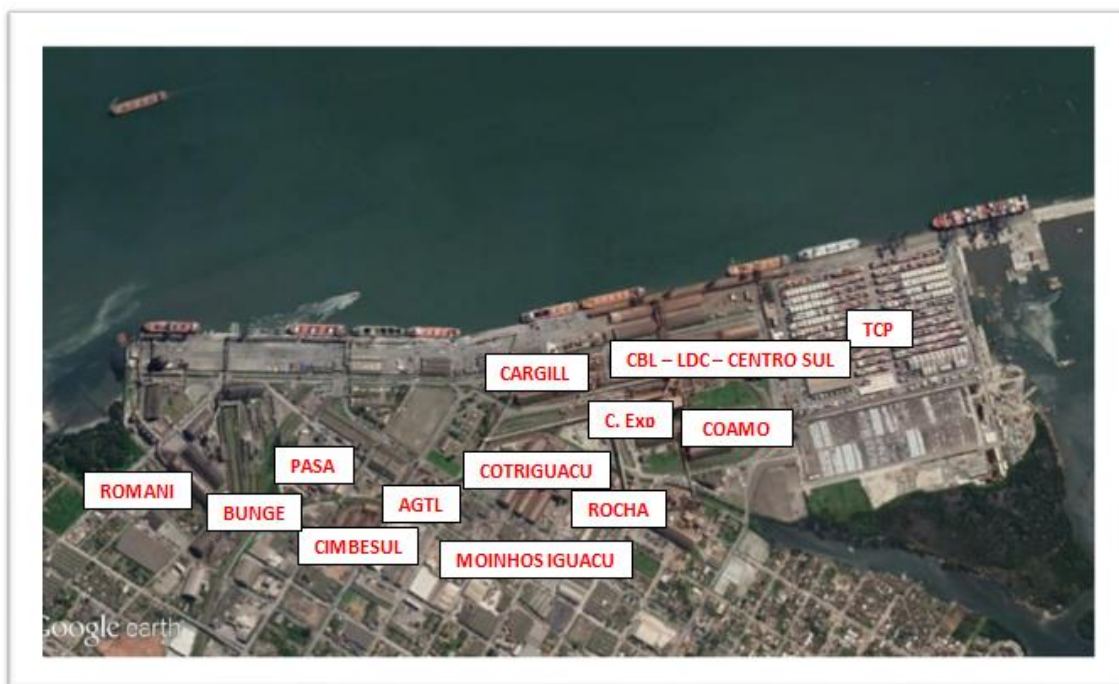 TCP
CBL – LDC – CENTRO SUL
CARGILL
C. Exp
COAMO
PASA
COTRIGUACU
ROMANI
AGTL
BUNGE
ROCHA
CIMBESUL
MOINHOS IGUACU
Google earth